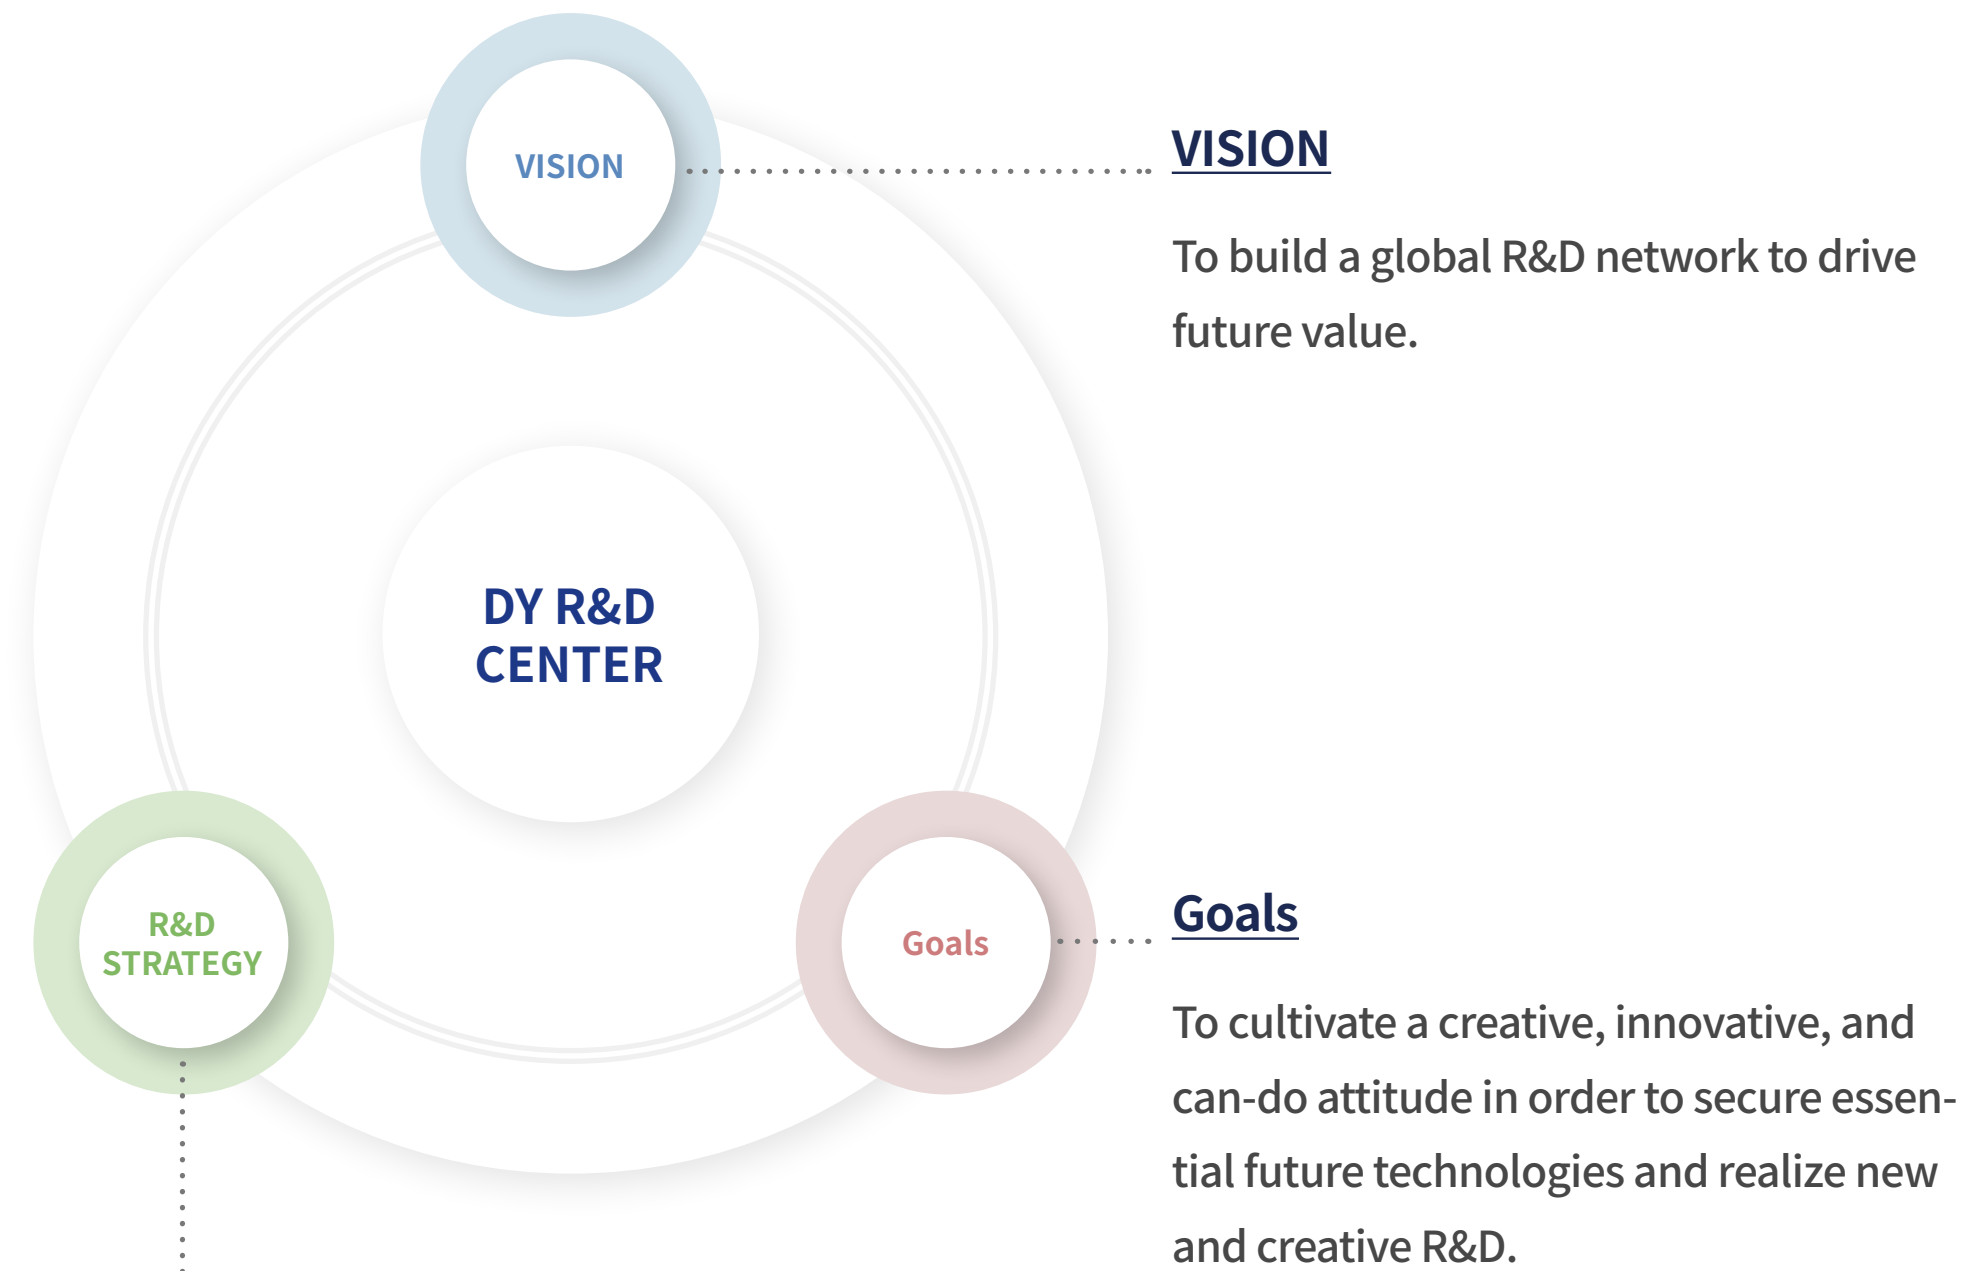 VISION
VISION
To build a global R&D network to drive
future value.
DY R&D
CENTER
R&D
STRATEGY
Goals
Goals
To cultivate a creative, innovative, and
can-do attitude in order to secure essen-
tial future technologies and realize new
and creative R&D.